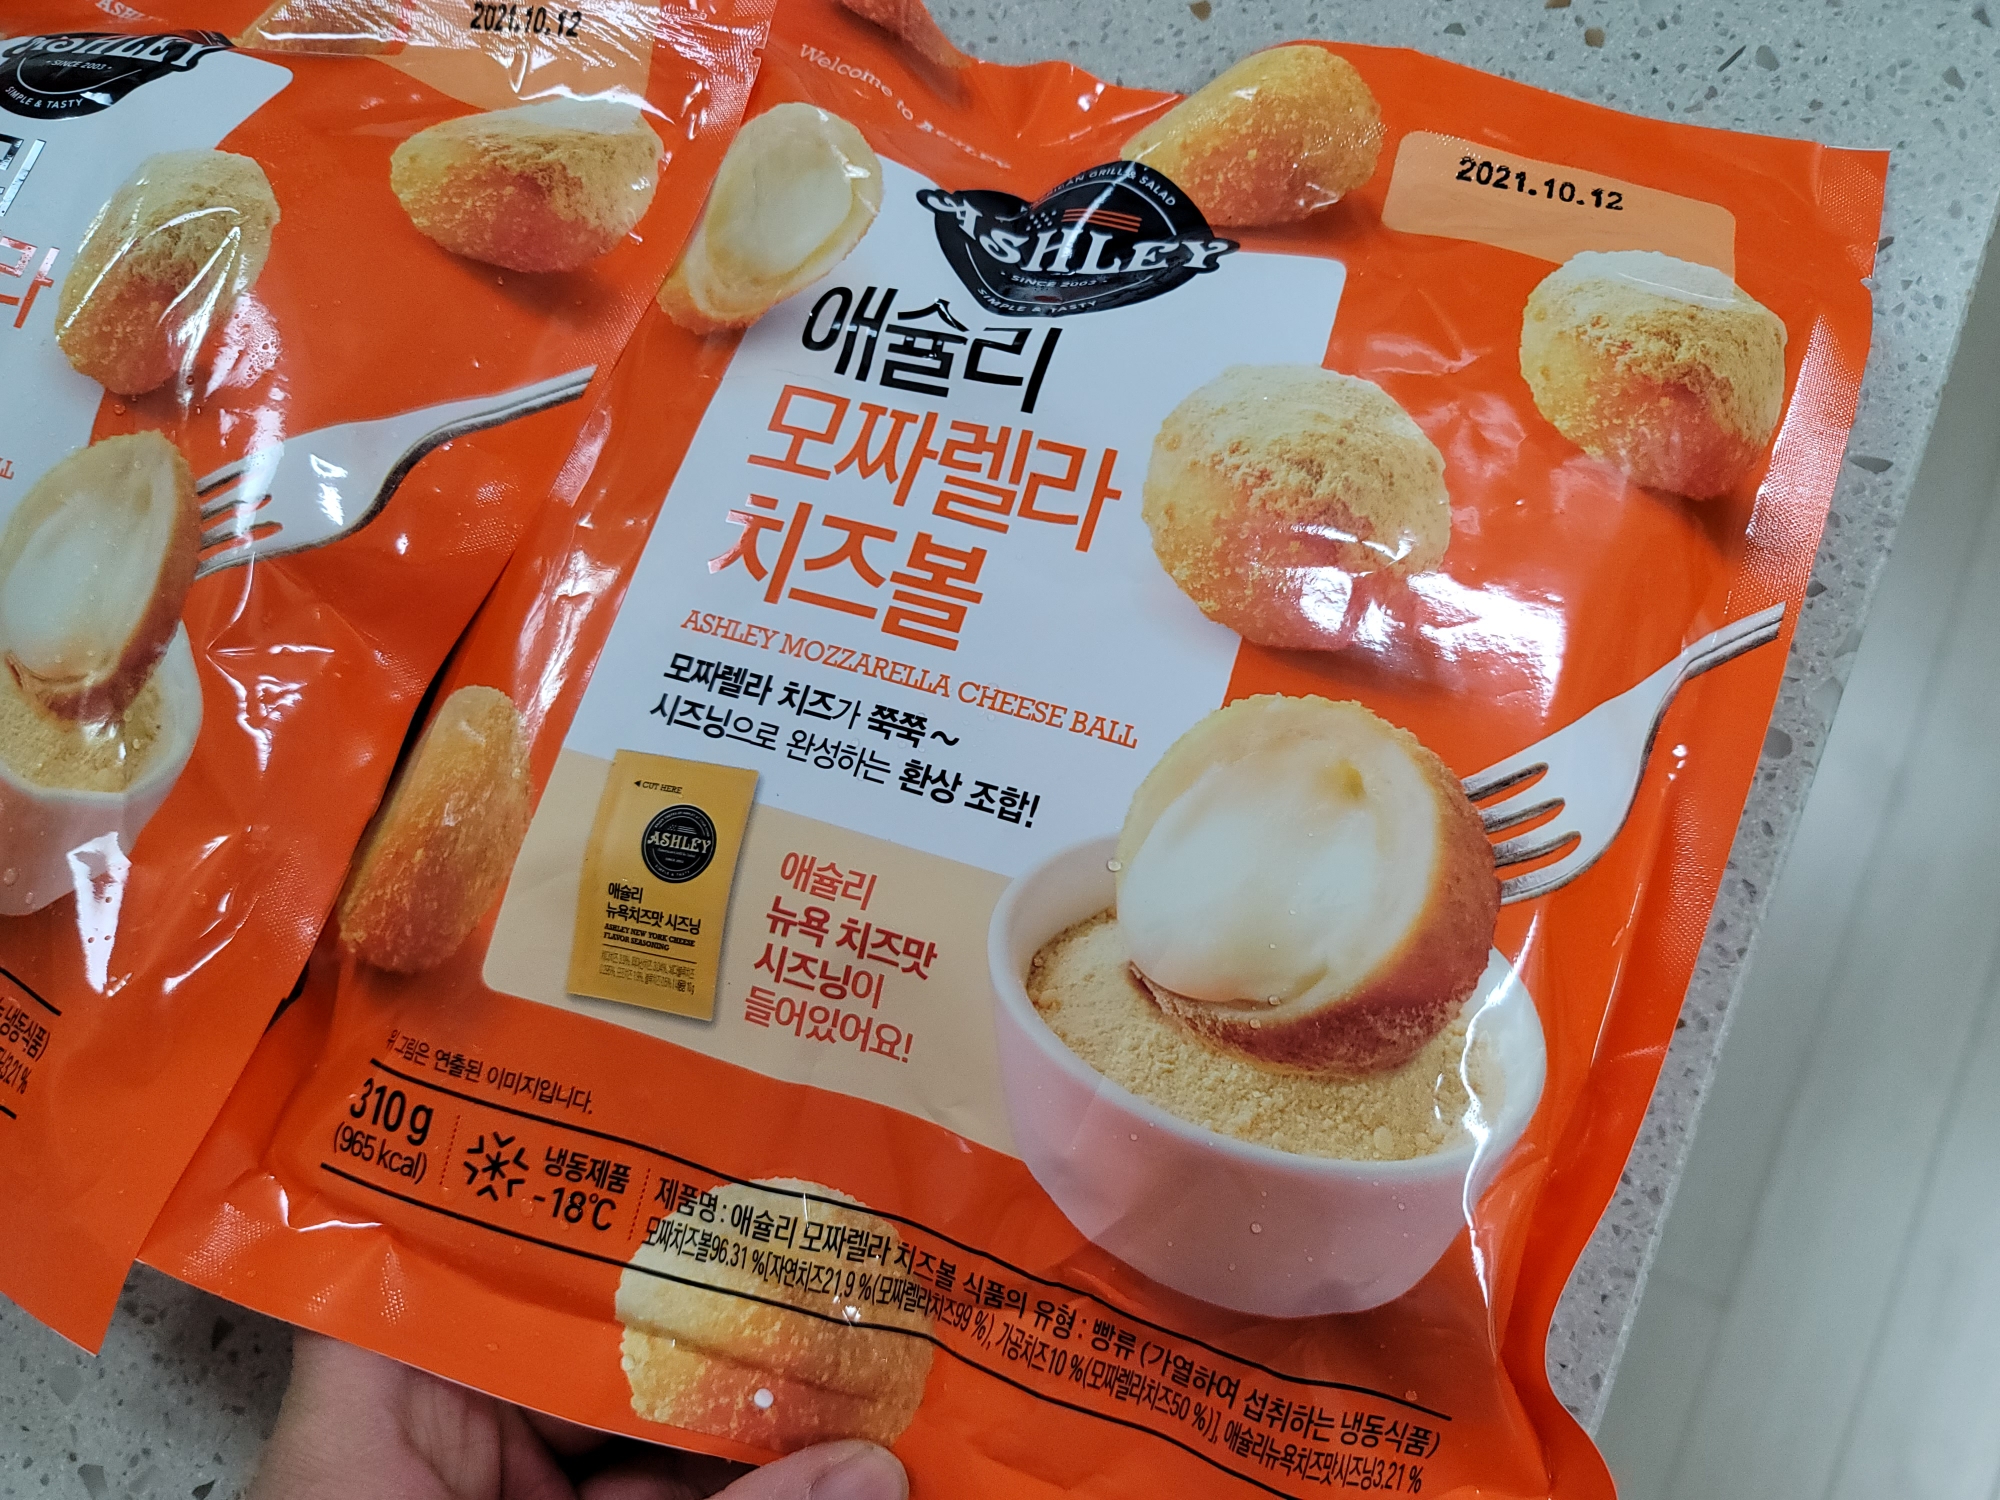 ASHLEY
SINCE 2003
SIMPLE & TASTY
2021.10.12
라
냉동식품)
3.21 %
Welcome to ASHLEY
2021.10.12
AMERICAN GRILL & SALAD
ASHLEY
SINCE 2003
SIMPLE & TASTY
애슐리
모짜렐라
치즈볼
ASHLEY MOZZARELLA CHEESE BALL
모짜렐라 치즈가 쭉쭉~
시즈닝으로 완성하는 환상 조합!
CUT HERE
ASHLEY
애슐리
뉴욕치즈맛 시즈닝
ASHLEY NEW YORK CHEESE
FLAVOR SEASONING
애슐리
뉴욕 치즈맛
시즈닝이
들어있어요!
위 그림은 연출된 이미지입니다.
310 g
(965 kcal)
냉동제품
-18℃
제품명 : 애슐리 모짜렐라 치즈볼 식품의 유형 : 빵류 (가열하여 섭취하는 냉동식품)
모짜치즈볼96.31 %[자연치즈21.9 %(모짜렐라치즈99 %), 가공치즈10 %(모짜렐라치즈50 %)], 애슐리뉴욕치즈맛시즈닝3.21 %